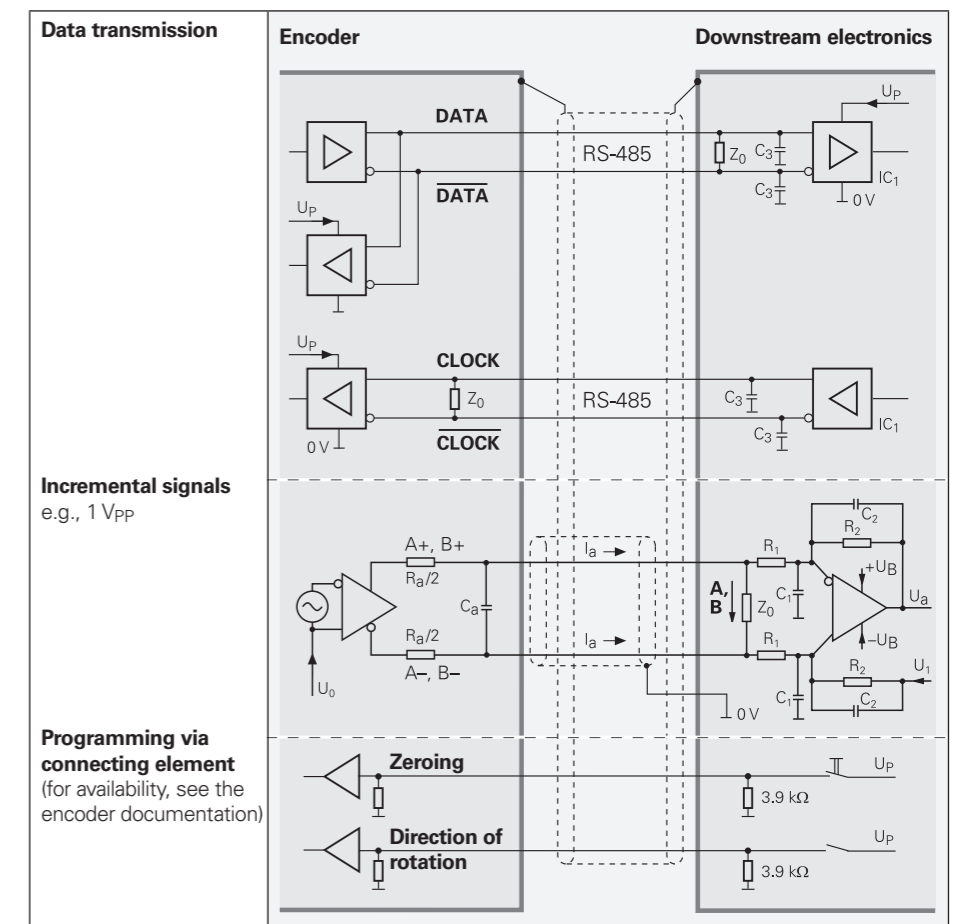 Data transmission
Encoder
Downstream electronics
UP
DATA
RS-485
Z0
C3
IC1
DATA
C3
0 V
UP
UP
CLOCK
Z0
RS-485
C3
IC1
CLOCK
C3
0 V
Incremental signals
e.g., 1 VPP
C2
R2
A+, B+
Ia
R1
+UB
Ra/2
Ca
A,
B
Z0
C1
Ua
Ra/2
Ia
R1
–UB
A–, B–
R2
U1
U0
C1
C2
0 V
Programming via
connecting element
(for availability, see the
encoder documentation)
Zeroing
UP
3.9 kΩ
Direction of
rotation
UP
3.9 kΩ